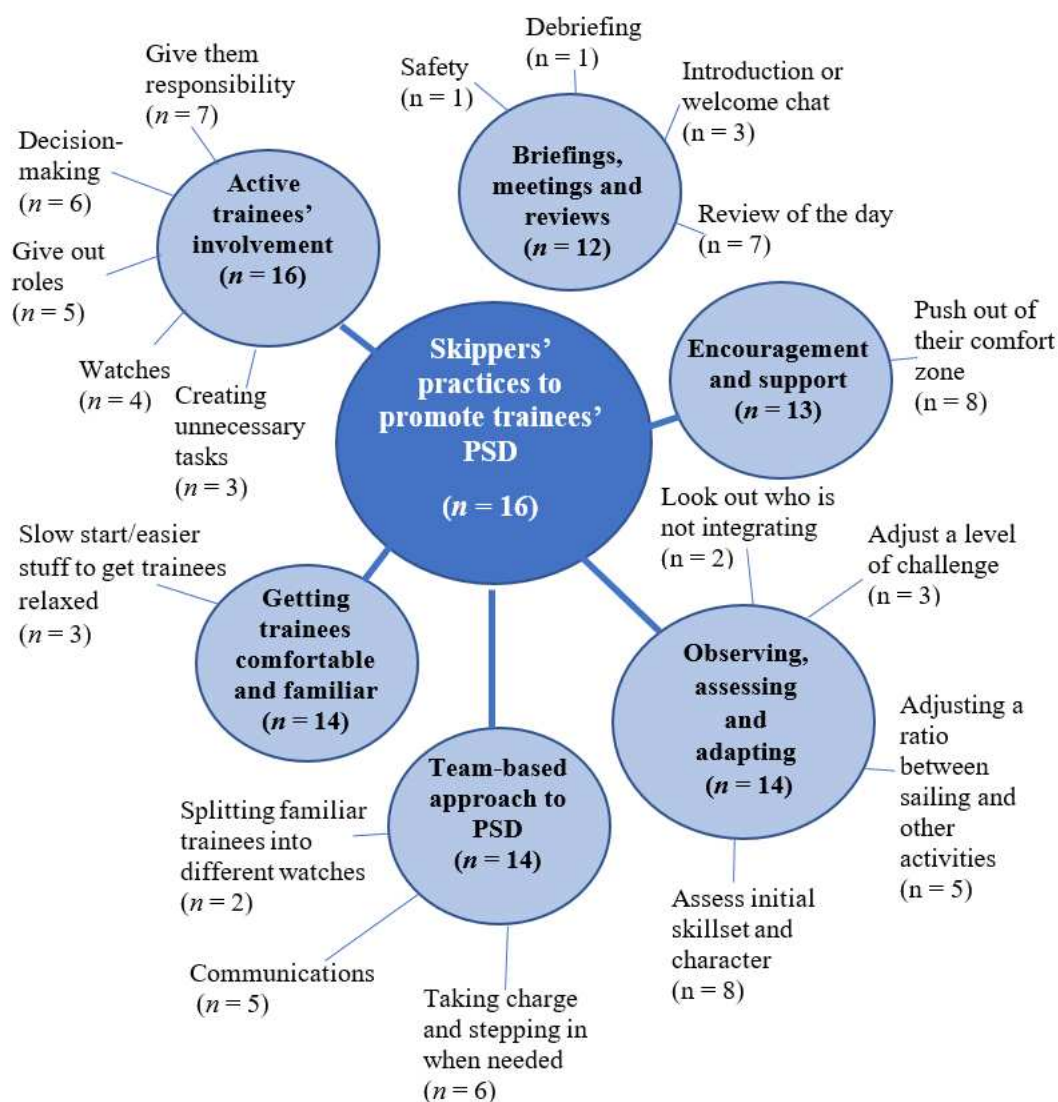 Give them
responsibility
(n = 7)
Decision-
making
(n = 6)
Give out
roles
(n = 5)
Watches
(n = 4)
Creating
unnecessary
tasks
(n = 3)
Active
trainees’
involvement
(n = 16)
Debriefing
(n = 1)
Safety
(n = 1)
Introduction or
welcome chat
(n = 3)
Review of the day
(n = 7)
Briefings,
meetings and
reviews
(n = 12)
Skippers’
practices to
promote trainees’
PSD
(n = 16)
Encouragement
and support
(n = 13)
Push out of
their comfort
zone
(n = 8)
Look out who is
not integrating
(n = 2)
Adjust a level
of challenge
(n = 3)
Observing,
assessing
and
adapting
(n = 14)
Adjusting a
ratio
between
sailing and
other
activities
(n = 5)
Assess initial
skillset and
character
(n = 8)
Slow start/easier
stuff to get trainees
relaxed
(n = 3)
Getting
trainees
comfortable
and familiar
(n = 14)
Team-based
approach to
PSD
(n = 14)
Splitting familiar
trainees into
different watches
(n = 2)
Communications
(n = 5)
Taking charge
and stepping in
when needed
(n = 6)